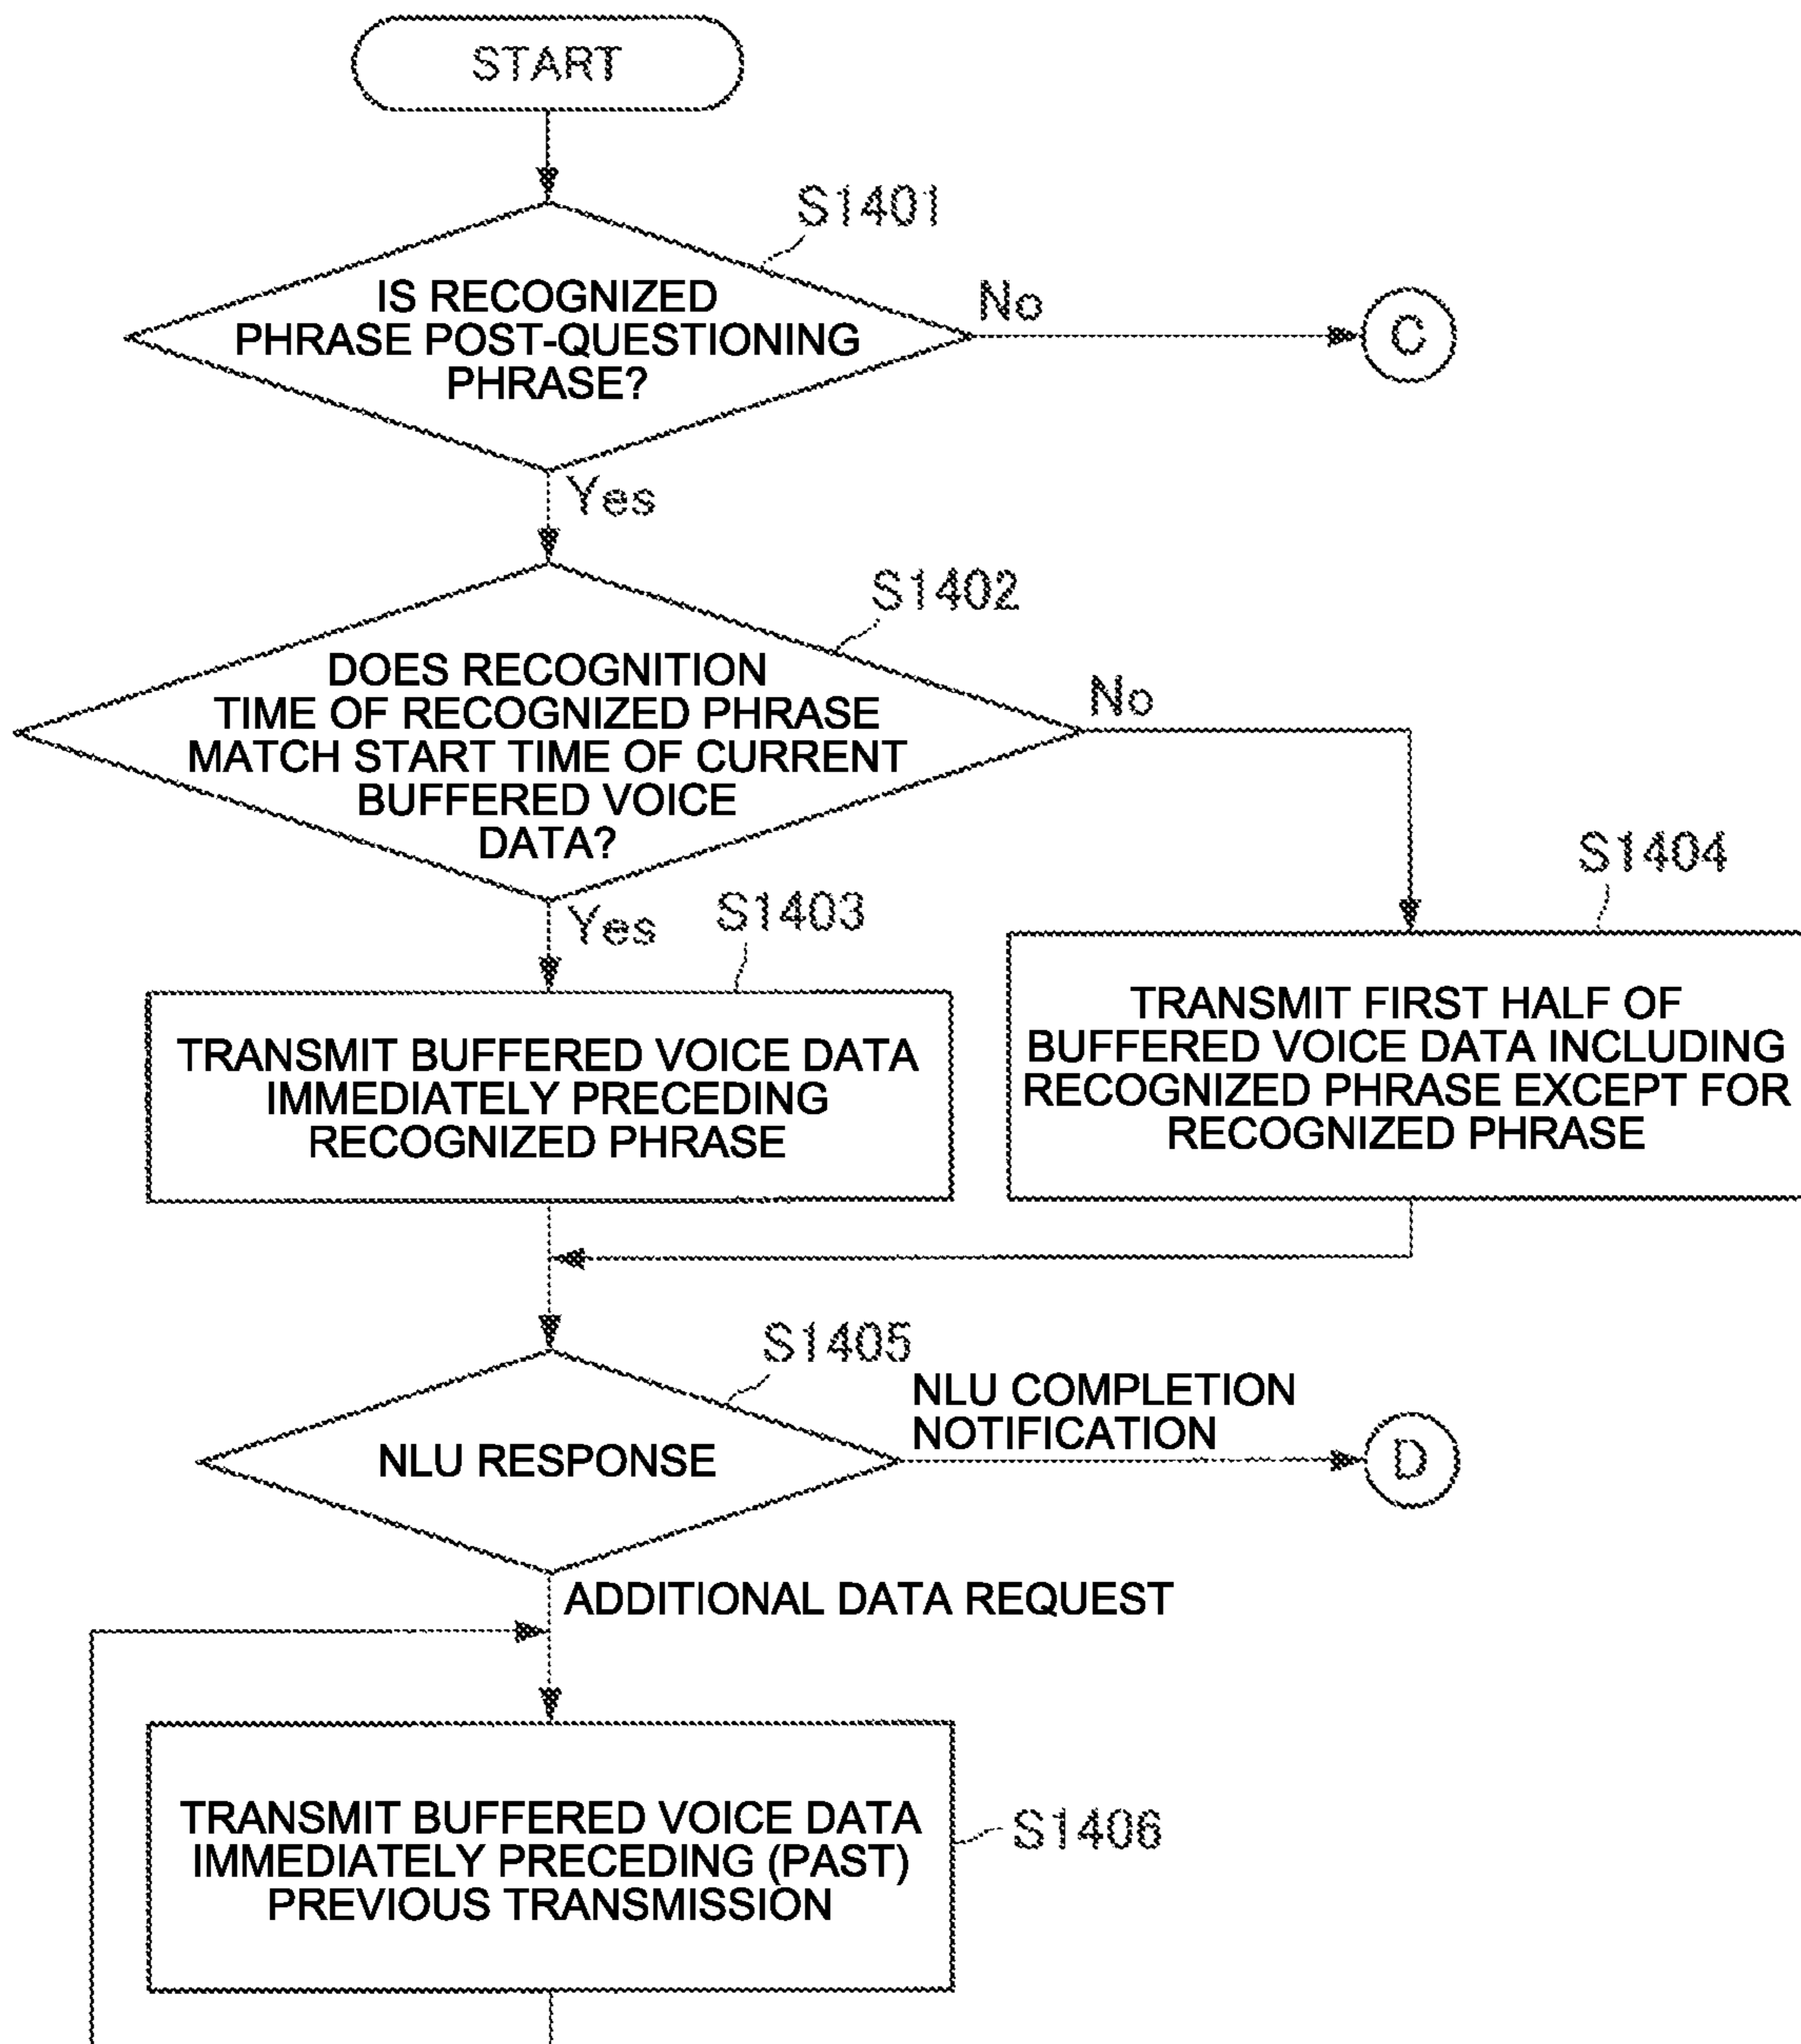 START
S1401
IS RECOGNIZED
PHRASE POST-QUESTIONING
PHRASE?
No
C
Yes
S1402
DOES RECOGNITION
TIME OF RECOGNIZED PHRASE
MATCH START TIME OF CURRENT
BUFFERED VOICE
DATA?
No
Yes
S1403
S1404
TRANSMIT BUFFERED VOICE DATA
IMMEDIATELY PRECEDING
RECOGNIZED PHRASE
TRANSMIT FIRST HALF OF
BUFFERED VOICE DATA INCLUDING
RECOGNIZED PHRASE EXCEPT FOR
RECOGNIZED PHRASE
S1405
NLU RESPONSE
NLU COMPLETION
NOTIFICATION
D
ADDITIONAL DATA REQUEST
TRANSMIT BUFFERED VOICE DATA
IMMEDIATELY PRECEDING (PAST)
PREVIOUS TRANSMISSION
S1406